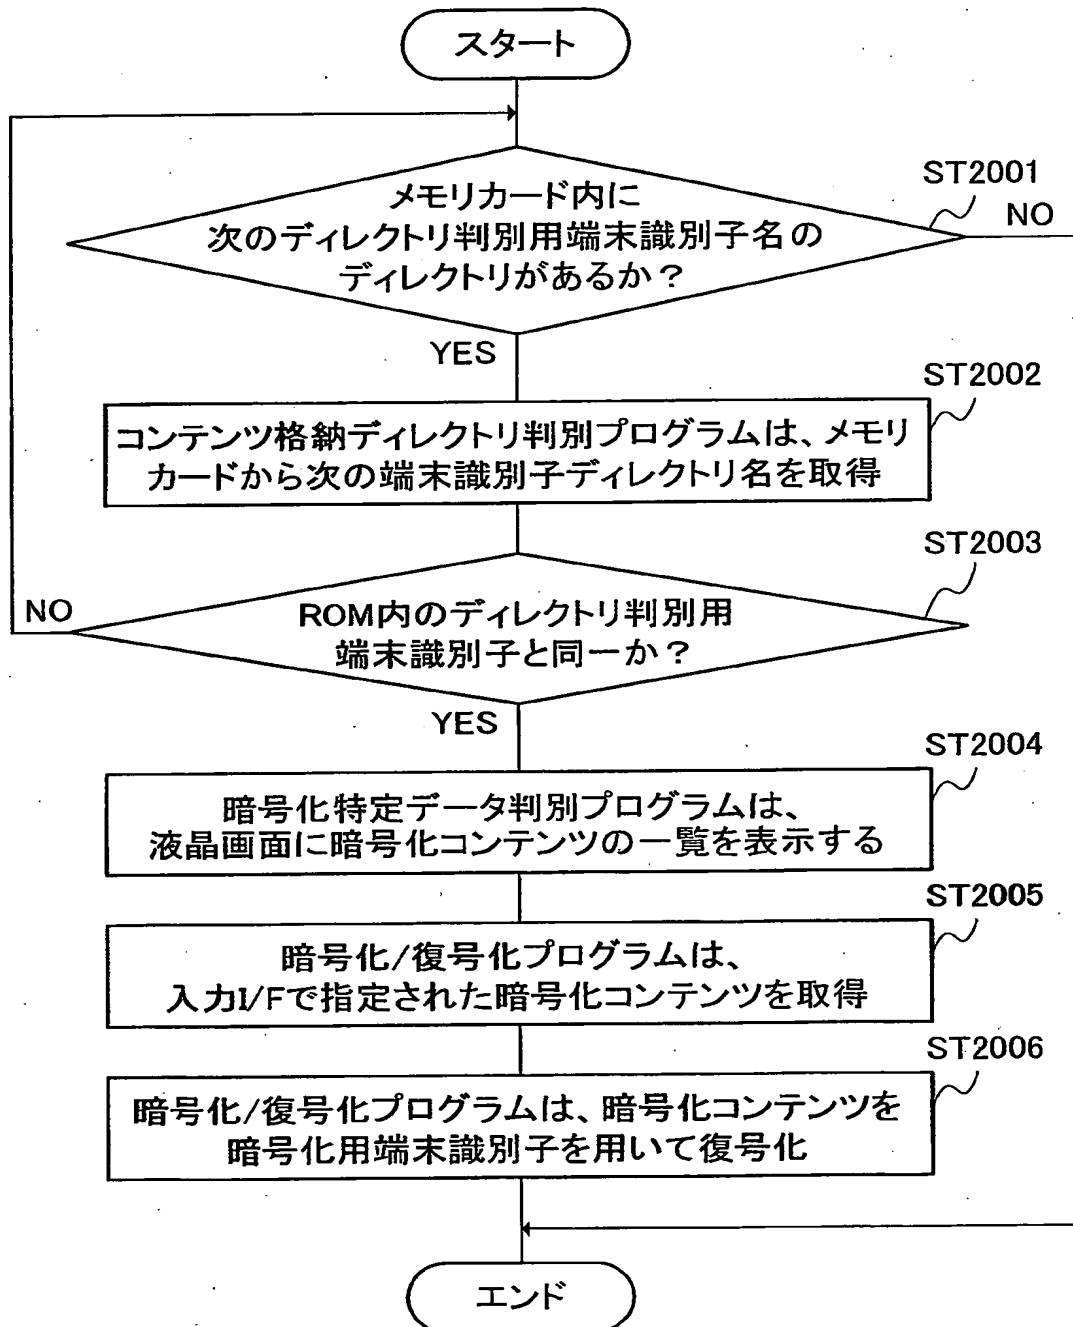 スタート
メモリカード内に
次のディレクトリ判別用端末識別子名の
ディレクトリがあるか？
ST2001
NO
YES
ST2002
コンテンツ格納ディレクトリ判別プログラムは、メモリ
カードから次の端末識別子ディレクトリ名を取得
ST2003
NO
ROM内のディレクトリ判別用
端末識別子と同一か？
YES
ST2004
暗号化特定データ判別プログラムは、
液晶画面に暗号化コンテンツの一覧を表示する
ST2005
暗号化/復号化プログラムは、
入力I/Fで指定された暗号化コンテンツを取得
ST2006
暗号化/復号化プログラムは、暗号化コンテンツを
暗号化用端末識別子を用いて復号化
エンド